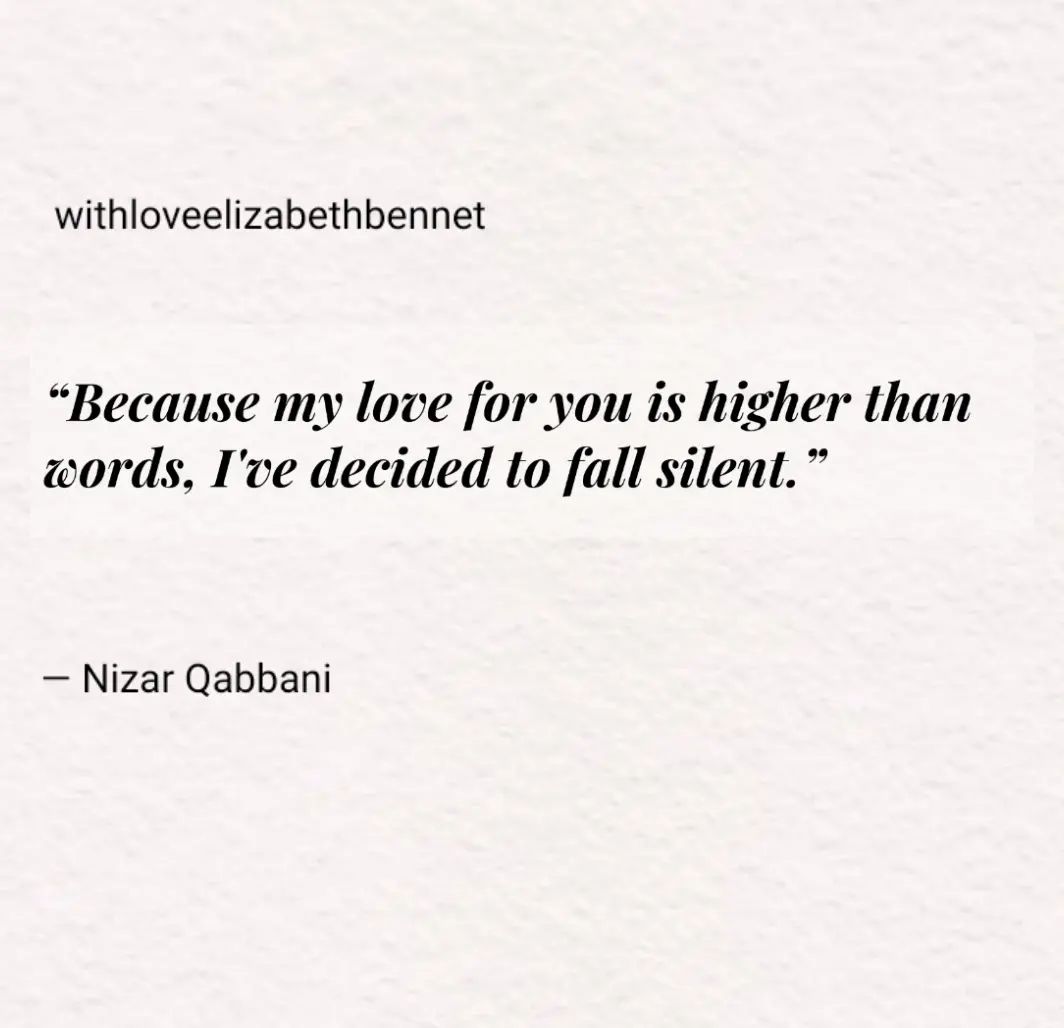 withloveelizabethbennet
“Because my love for you is higher than
words, I've decided to fall silent.”
— Nizar Qabbani